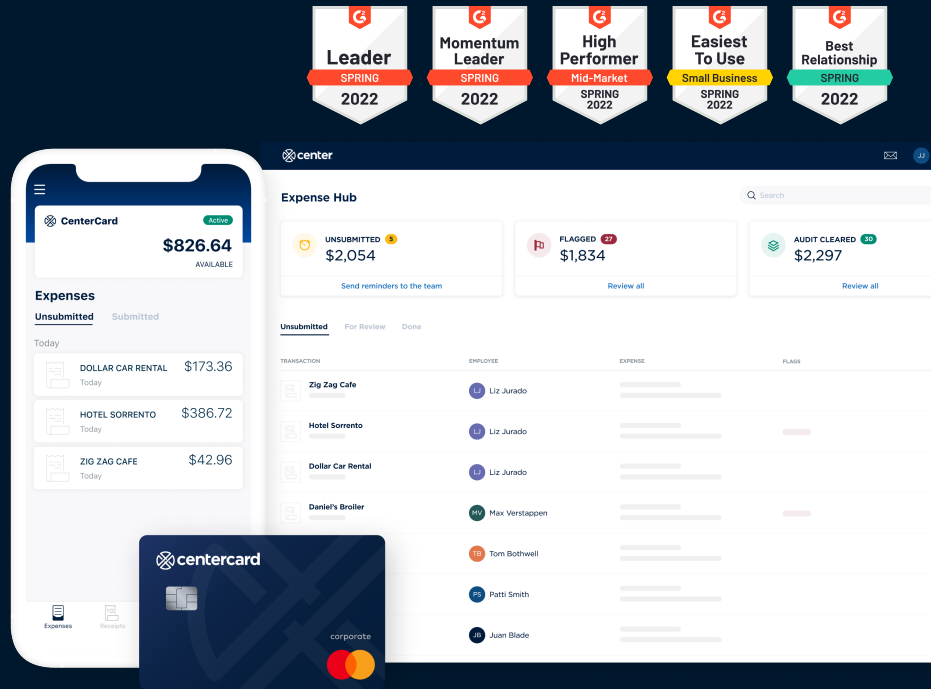 Leader
SPRING
2022
Momentum
Leader
SPRING
2022
High
Performer
Mid-Market
SPRING
2022
Easiest
To Use
Small Business
SPRING
2022
Best
Relationship
SPRING
2022
center
JJ
Expense Hub
Search
UNSUBMITTED 5
$2,054
Send reminders to the team
FLAGGED 27
$1,834
Review all
AUDIT CLEARED 30
$2,297
Review all
Unsubmitted For Review Done
TRANSACTION EMPLOYEE EXPENSE FLAGS
Zig Zag Cafe LJ Liz Jurado
Hotel Sorrento LJ Liz Jurado
Dollar Car Rental LJ Liz Jurado
Daniel's Broiler MV Max Verstappen
TB Tom Bothwell
PS Patti Smith
JB Juan Blade
CenterCard Active
$826.64
AVAILABLE
Expenses
Unsubmitted Submitted
Today
DOLLAR CAR RENTAL $173.36
Today
HOTEL SORRENTO $386.72
Today
ZIG ZAG CAFE $42.96
Today
Expenses Receipts
centercard
corporate